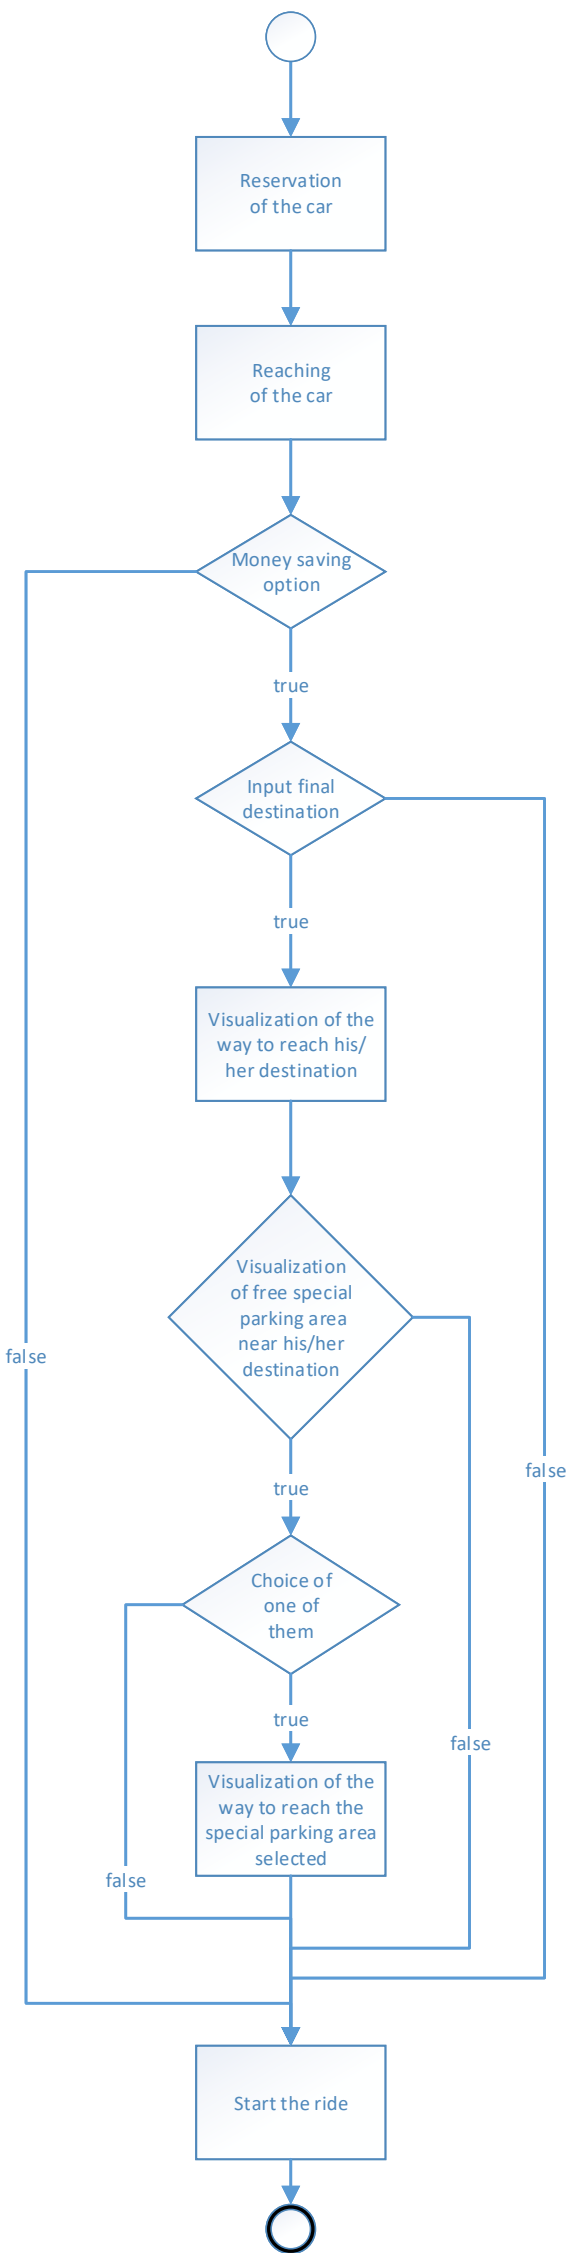 Reservation
of the car
Reaching
of the car
Money saving
option
true
Input final
destination
true
Visualization of the
way to reach his/
her destination
Visualization
of free special
parking area
near his/her
destination
false
false
true
Choice of
one of
them
true
false
Visualization of the
way to reach the
special parking area
selected
false
Start the ride